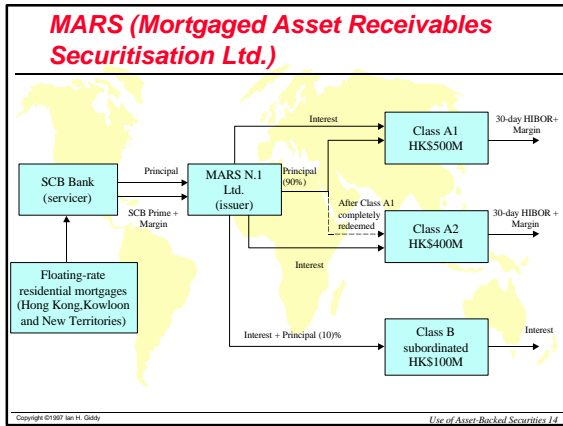 MARS (Mortgaged Asset Receivables
Securitisation Ltd.)
Interest
Class A1
HK$500M
30-day HIBOR+
Margin
SCB Bank
(servicer)
Principal
SCB Prime +
Margin
MARS N.1
Ltd.
(issuer)
Principal
(90%)
After Class A1
completely
redeemed
Class A2
HK$400M
30-day HIBOR +
Margin
Interest
Floating-rate
residential mortgages
(Hong Kong,Kowloon
and New Territories)
Interest + Principal (10)%
Class B
subordinated
HK$100M
Interest
Copyright ©1997 Ian H. Giddy
Use of Asset-Backed Securities 14